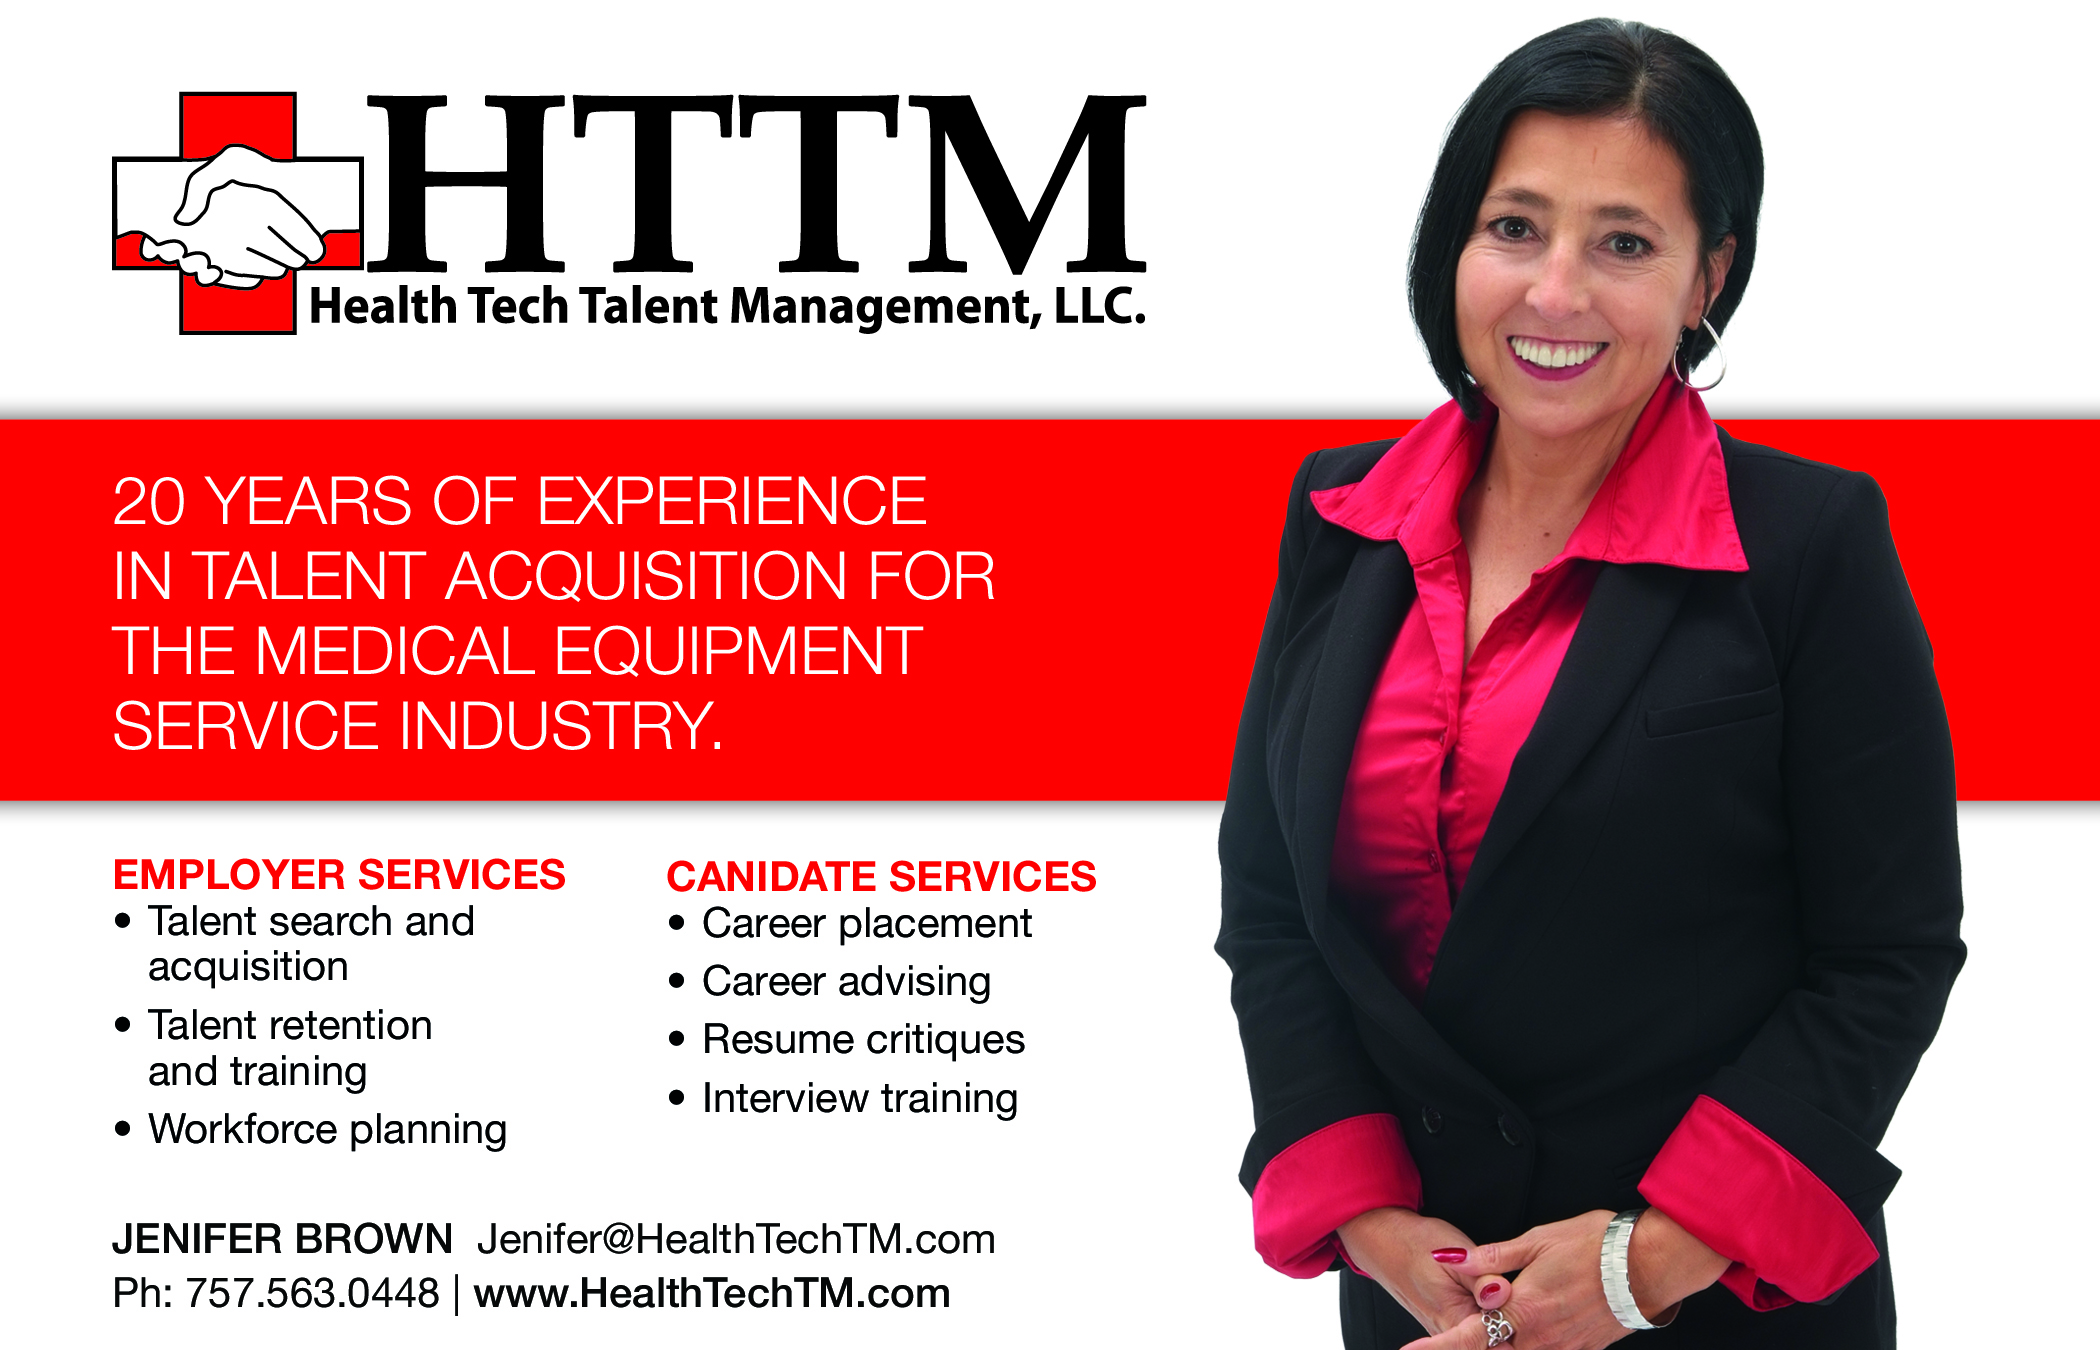 HTTM
Health Tech Talent Management, LLC.
20 YEARS OF EXPERIENCE
IN TALENT ACQUISITION FOR
THE MEDICAL EQUIPMENT
SERVICE INDUSTRY.
EMPLOYER SERVICES
• Talent search and
acquisition
• Talent retention
and training
• Workforce planning
CANIDATE SERVICES
• Career placement
• Career advising
• Resume critiques
• Interview training
JENIFER BROWN Jenifer@HealthTechTM.com
Ph: 757.563.0448 | www.HealthTechTM.com